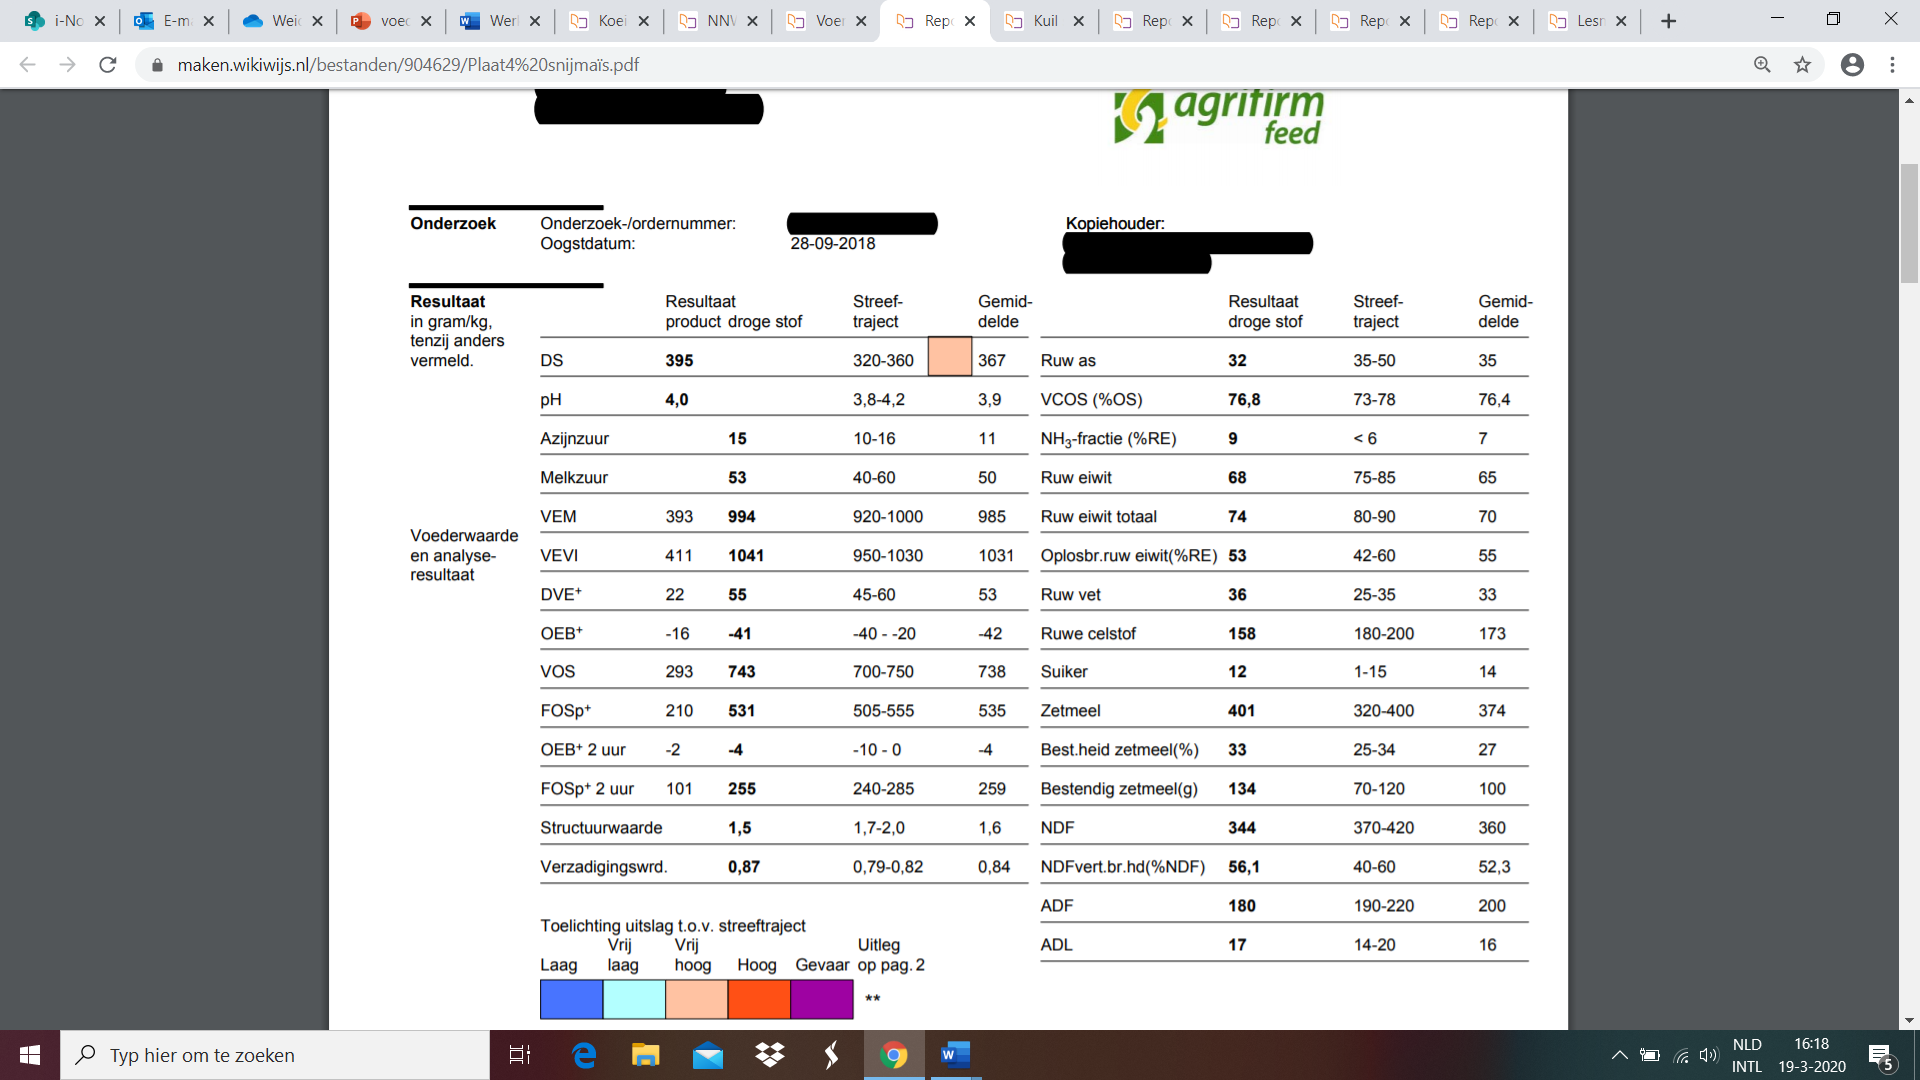 i-No
E-ma
Weic
voed
Werl
Koei
NNV
Voer
Repo
Kuil
Repo
Repo
Repo
Repo
Lesm
maken.wikiwijs.nl/bestanden/904629/Plaat4%20snijmaïs.pdf
agrifirm
feed
Onderzoek Onderzoek-/ordernummer: Kopiehouder:
Oogstdatum: 28-09-2018
Resultaat Resultaat Streef- Gemid- Resultaat Streef- Gemid-
in gram/kg, product droge stof traject delde droge stof traject delde
tenzij anders
vermeld.
DS 395 320-360 367 Ruw as 32 35-50 35
pH 4,0 3,8-4,2 3,9 VCOS (%OS) 76,8 73-78 76,4
Azijnzuur 15 10-16 11 NH3-fractie (%RE) 9 < 6 7
Melkzuur 53 40-60 50 Ruw eiwit 68 75-85 65
VEM 393 994 920-1000 985 Ruw eiwit totaal 74 80-90 70
Voederwaarde
en analyse-
resultaat
VEVI 411 1041 950-1030 1031 Oplosbr.ruw eiwit(%RE) 53 42-60 55
DVE+ 22 55 45-60 53 Ruw vet 36 25-35 33
OEB+ -16 -41 -40 - -20 -42 Ruwe celstof 158 180-200 173
VOS 293 743 700-750 738 Suiker 12 1-15 14
FOSp+ 210 531 505-555 535 Zetmeel 401 320-400 374
OEB+ 2 uur -2 -4 -10 - 0 -4 Best.heid zetmeel(%) 33 25-34 27
FOSp+ 2 uur 101 255 240-285 259 Bestendig zetmeel(g) 134 70-120 100
Structuurwaarde 1,5 1,7-2,0 1,6 NDF 344 370-420 360
Verzadigingswrd. 0,87 0,79-0,82 0,84 NDFvert.br.hd(%NDF) 56,1 40-60 52,3
ADF 180 190-220 200
ADL 17 14-20 16
Toelichting uitslag t.o.v. streeftraject
Vrij Vrij Uitleg
Laag laag hoog Hoog Gevaar op pag. 2
**
Typ hier om te zoeken
NLD 16:18
INTL 19-3-2020
5